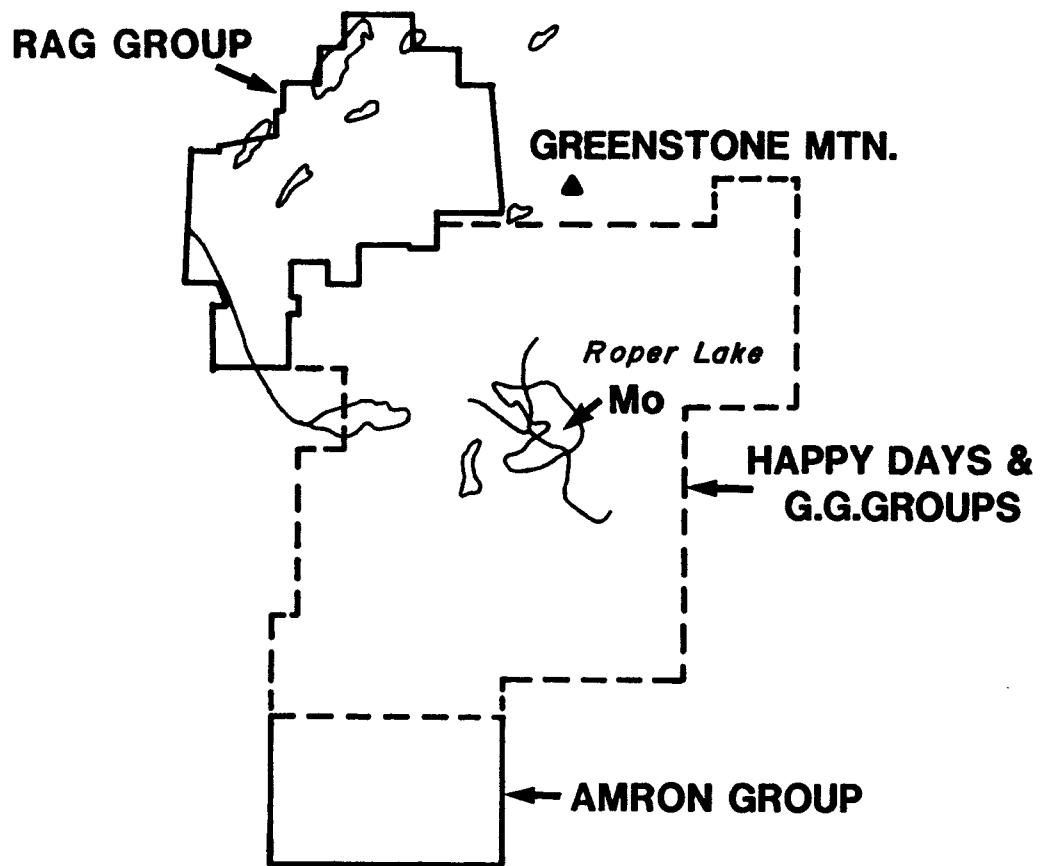 RAG GROUP
GREENSTONE MTN.
Roper Lake
Mo
HAPPY DAYS &
G.G.GROUPS
AMRON GROUP